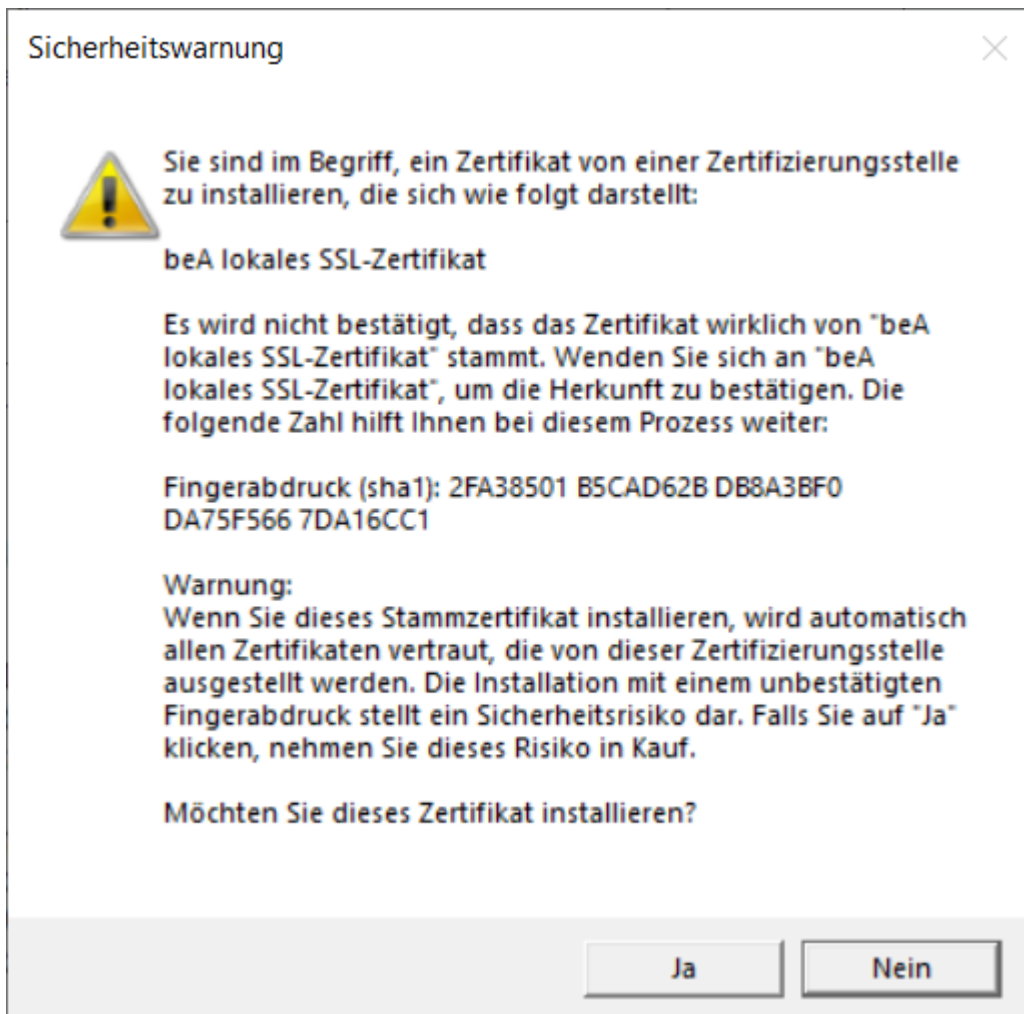 Sicherheitswarnung
Sie sind im Begriff, ein Zertifikat von einer Zertifizierungsstelle
zu installieren, die sich wie folgt darstellt:
beA lokales SSL-Zertifikat
Es wird nicht bestätigt, dass das Zertifikat wirklich von "beA
lokales SSL-Zertifikat" stammt. Wenden Sie sich an "beA
lokales SSL-Zertifikat", um die Herkunft zu bestätigen. Die
folgende Zahl hilft Ihnen bei diesem Prozess weiter:
Fingerabdruck (sha1): 2FA38501 B5CAD62B DB8A3BF0
DA75F566 7DA16CC1
Warnung:
Wenn Sie dieses Stammzertifikat installieren, wird automatisch
allen Zertifikaten vertraut, die von dieser Zertifizierungsstelle
ausgestellt werden. Die Installation mit einem unbestätigten
Fingerabdruck stellt ein Sicherheitsrisiko dar. Falls Sie auf "Ja"
klicken, nehmen Sie dieses Risiko in Kauf.
Möchten Sie dieses Zertifikat installieren?
Ja
Nein